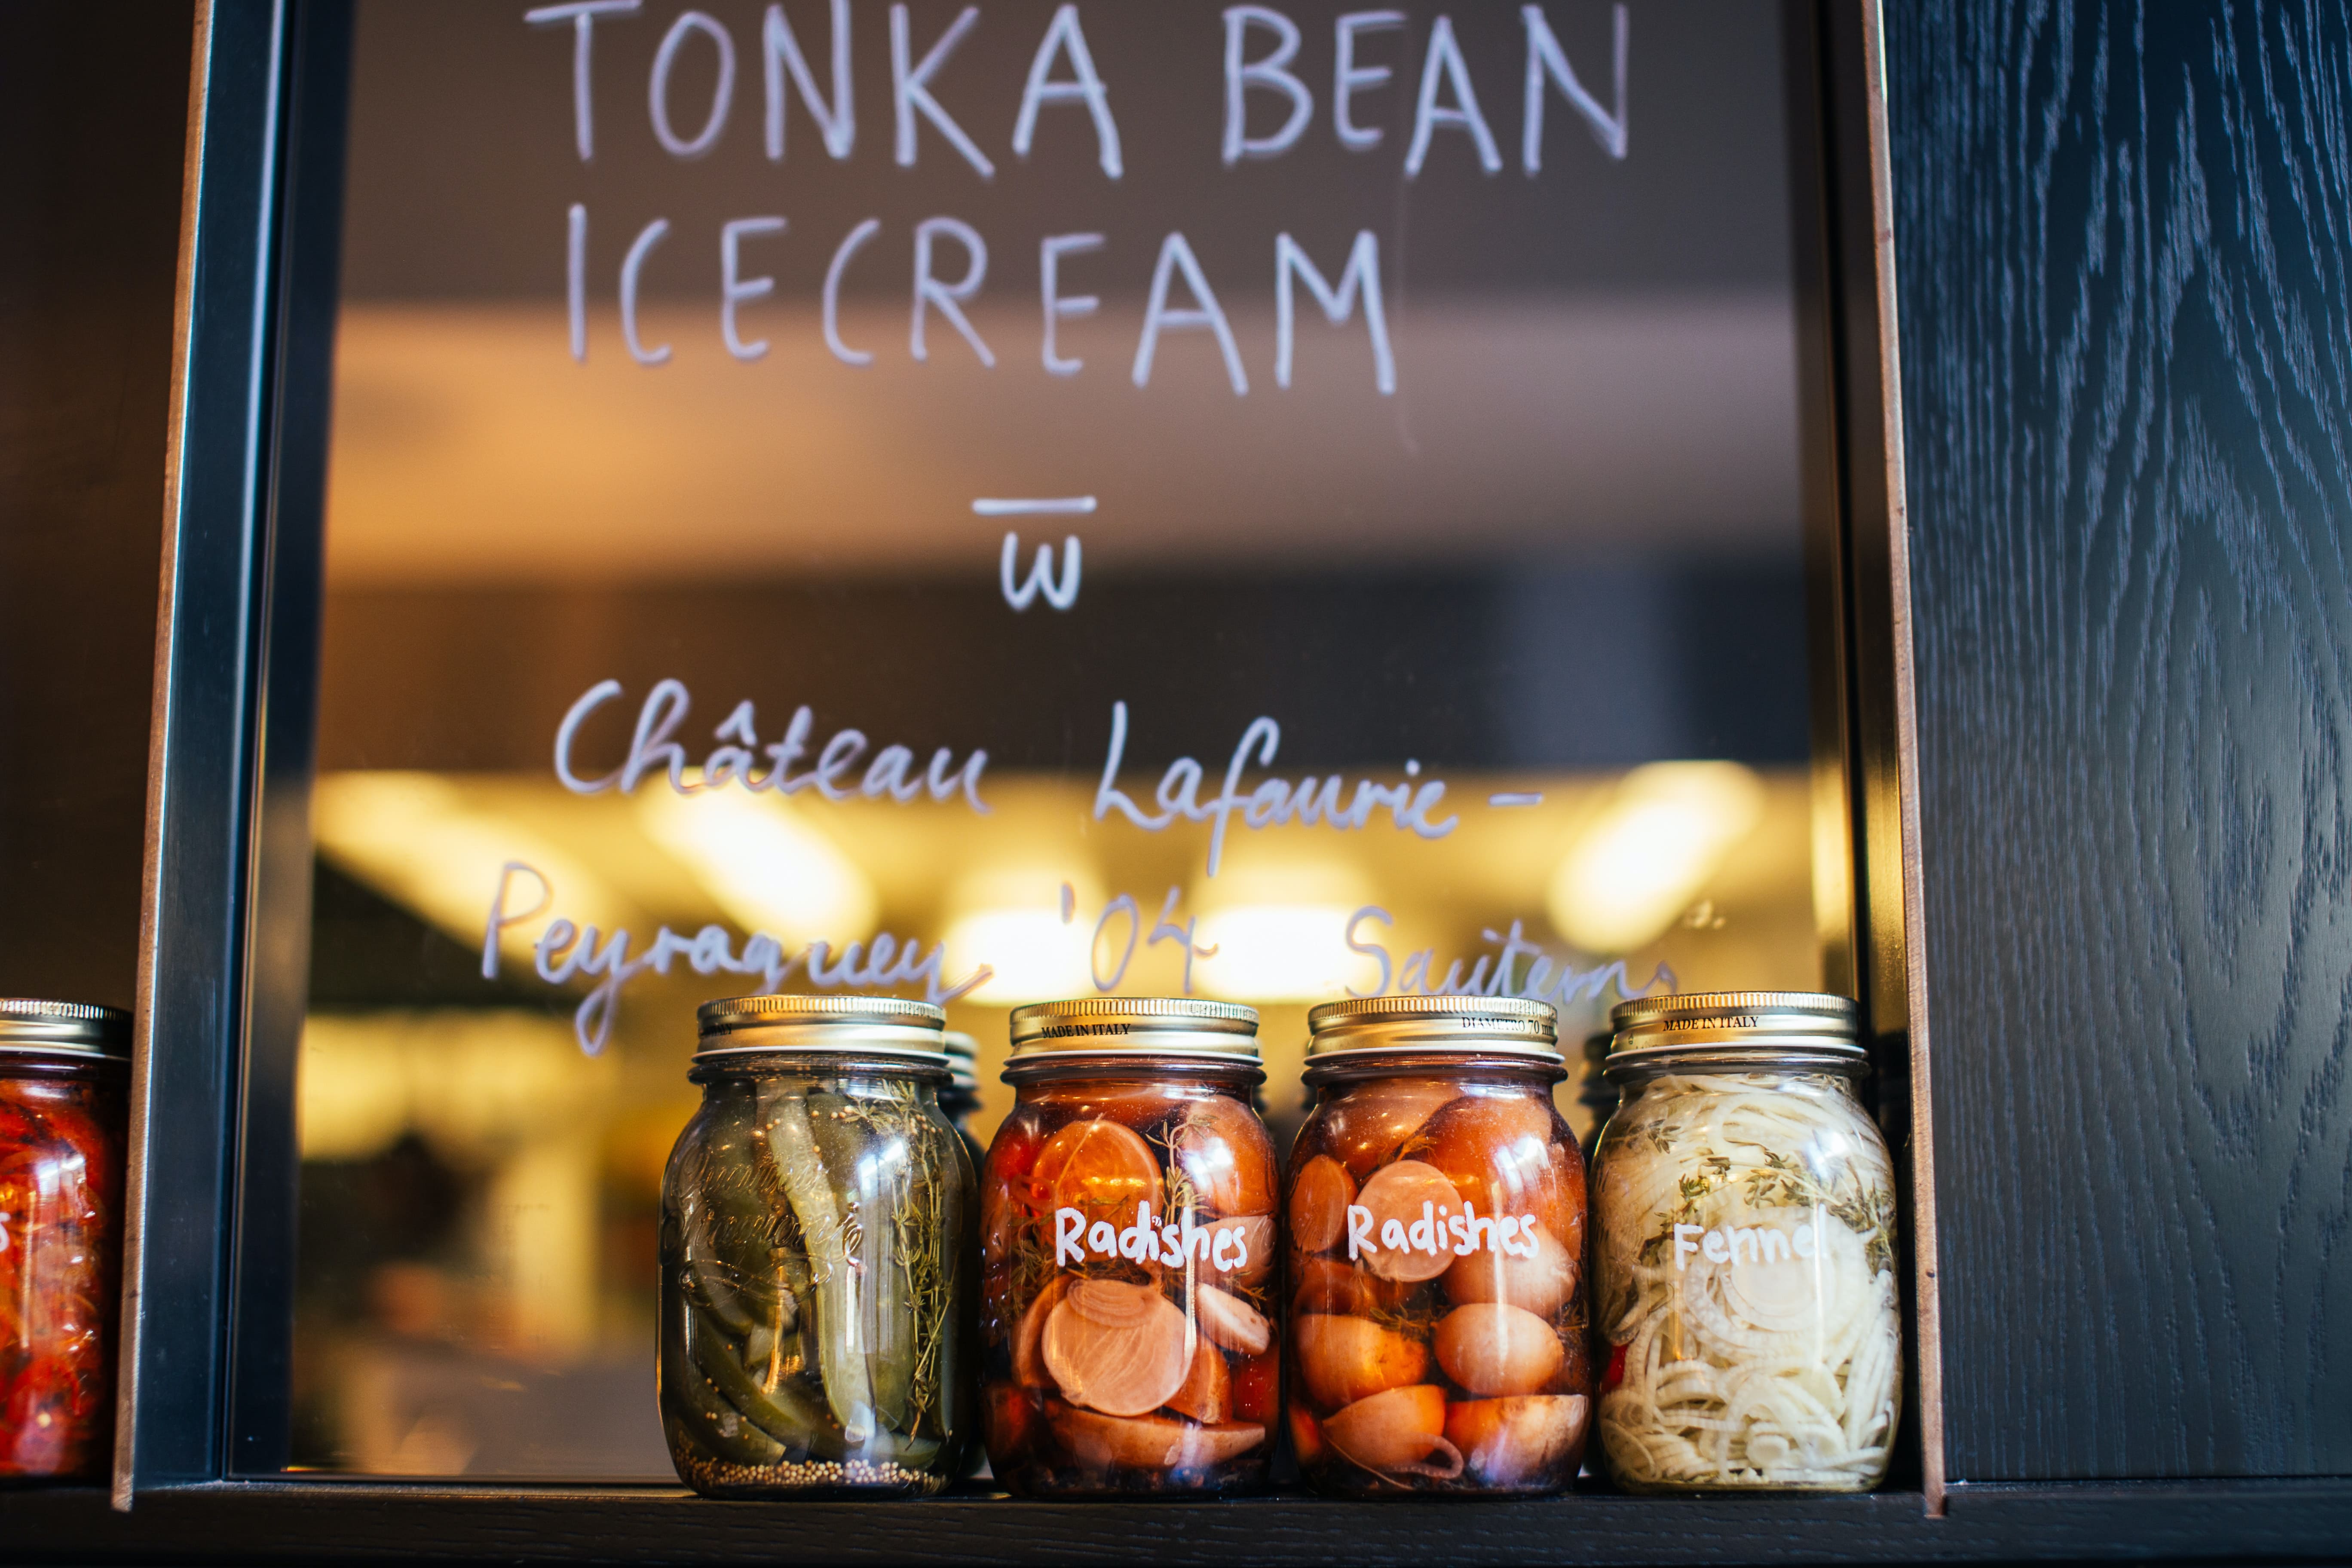 TONKA BEAN
ICECREAM
w
Château Lafaurie-
Peyraguey '04 Sauternes
MADE IN ITALY
DIAMETRO 70 mm
MADE IN ITALY
Radishes
Radishes
Fennel